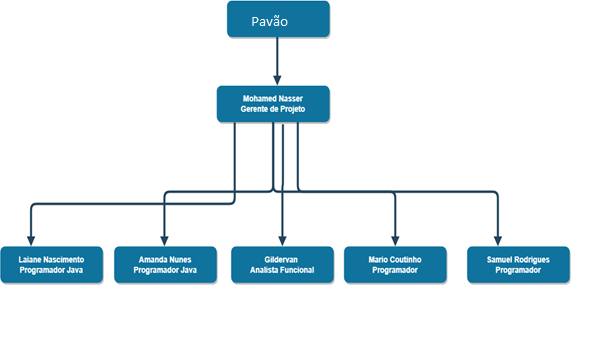 Pavão
Mohamed Nasser
Gerente de Projeto
Laiane Nascimento
Programador Java
Amanda Nunes
Programador Java
Gildervan
Analista Funcional
Mario Coutinho
Programador
Samuel Rodrigues
Programador